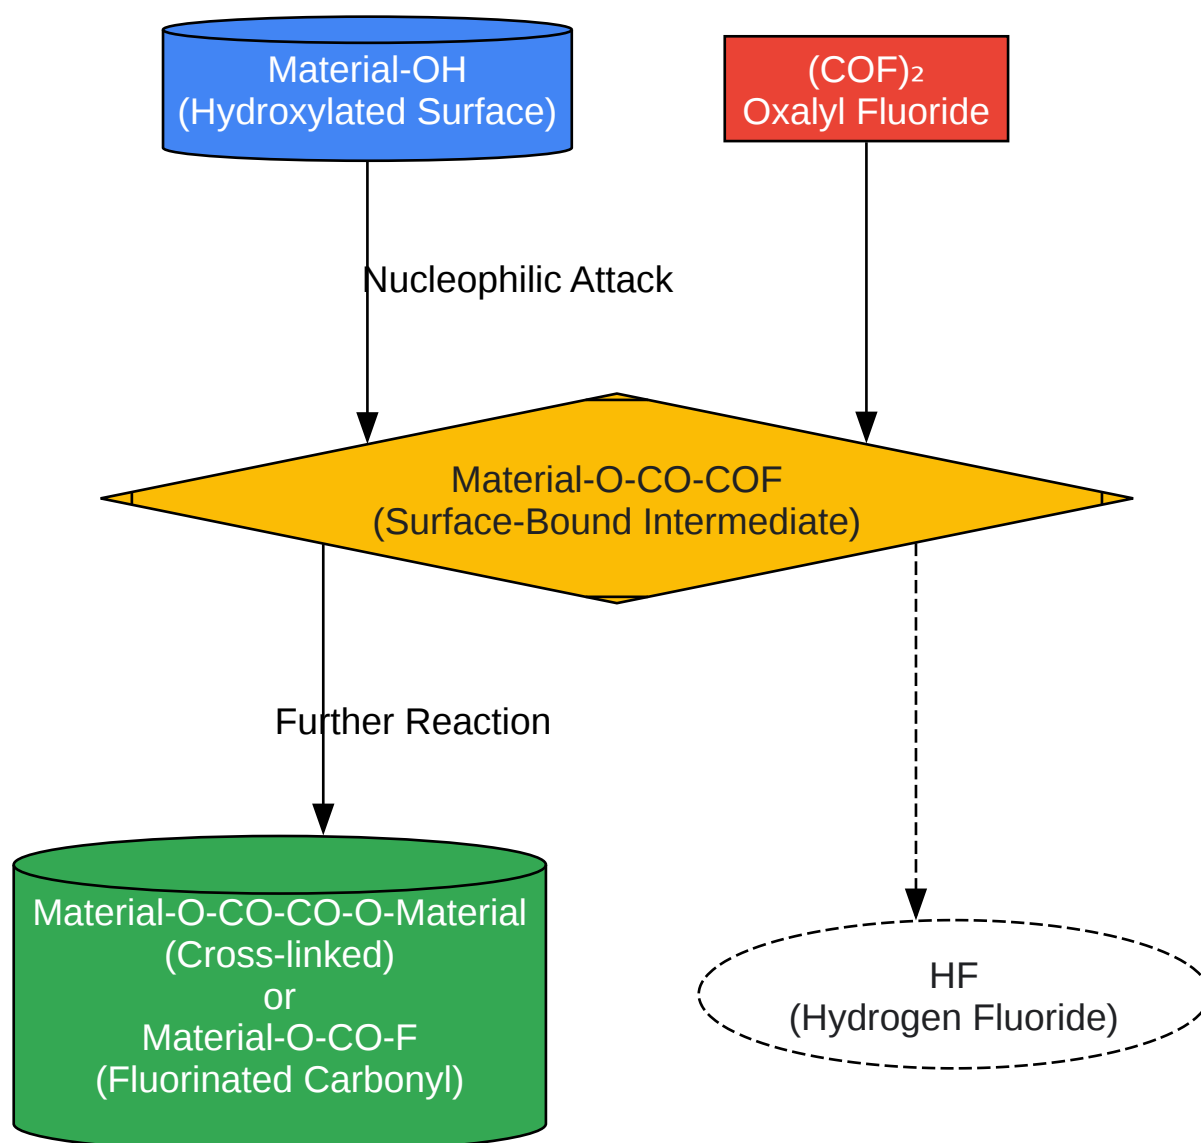 Material-OH
(Hydroxylated Surface)
(COF)₂
Oxalyl Fluoride
Nucleophilic Attack
Material-O-CO-COF
(Surface-Bound Intermediate)
Further Reaction
Material-O-CO-CO-O-Material
(Cross-linked)
or
Material-O-CO-F
(Fluorinated Carbonyl)
HF
(Hydrogen Fluoride)